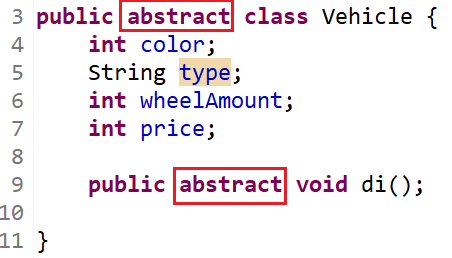 3 public abstract class Vehicle {
4     int color;
5     String type;
6     int wheelAmount;
7     int price;
8
9     public abstract void di();
10
11 }